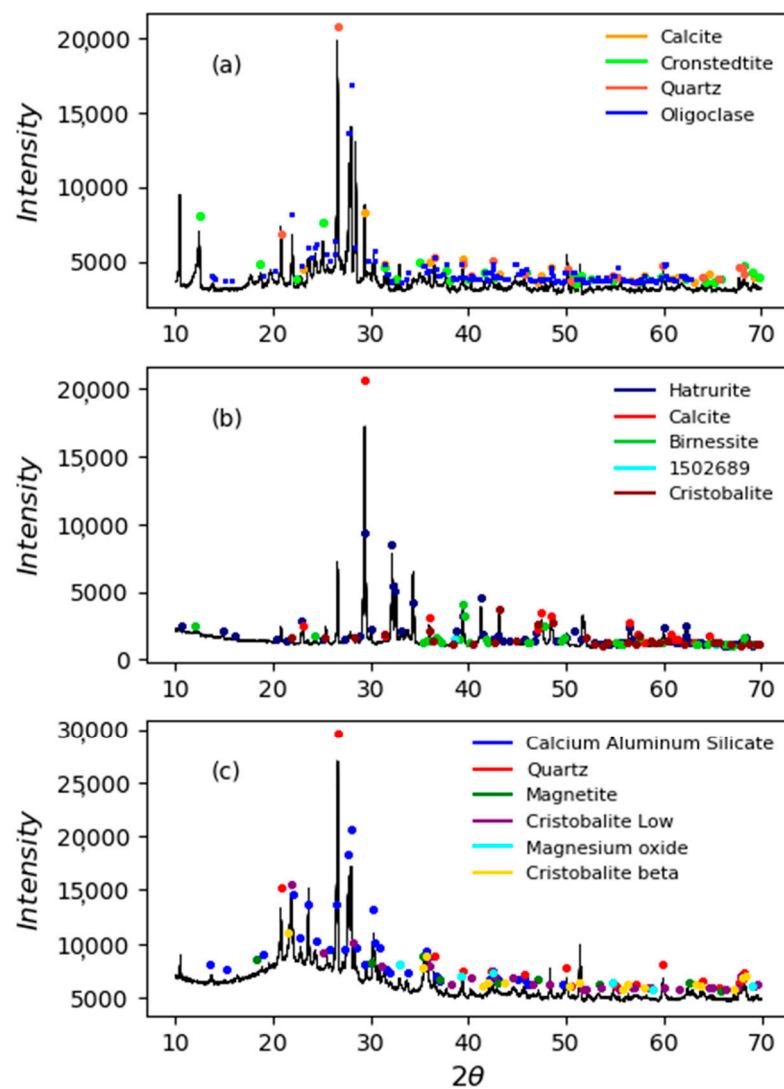 20,000
15,000
10,000
5000
Intensity
(a)
Calcite
Cronstedtite
Quartz
Oligoclase
10 20 30 40 50 60 70
20,000
15,000
10,000
5000
0
Intensity
(b)
Hatrurite
Calcite
Birnessite
1502689
Cristobalite
10 20 30 40 50 60 70
30,000
25,000
20,000
15,000
10,000
5000
Intensity
(c)
Calcium Aluminum Silicate
Quartz
Magnetite
Cristobalite Low
Magnesium oxide
Cristobalite beta
10 20 30 40 50 60 70
2θ